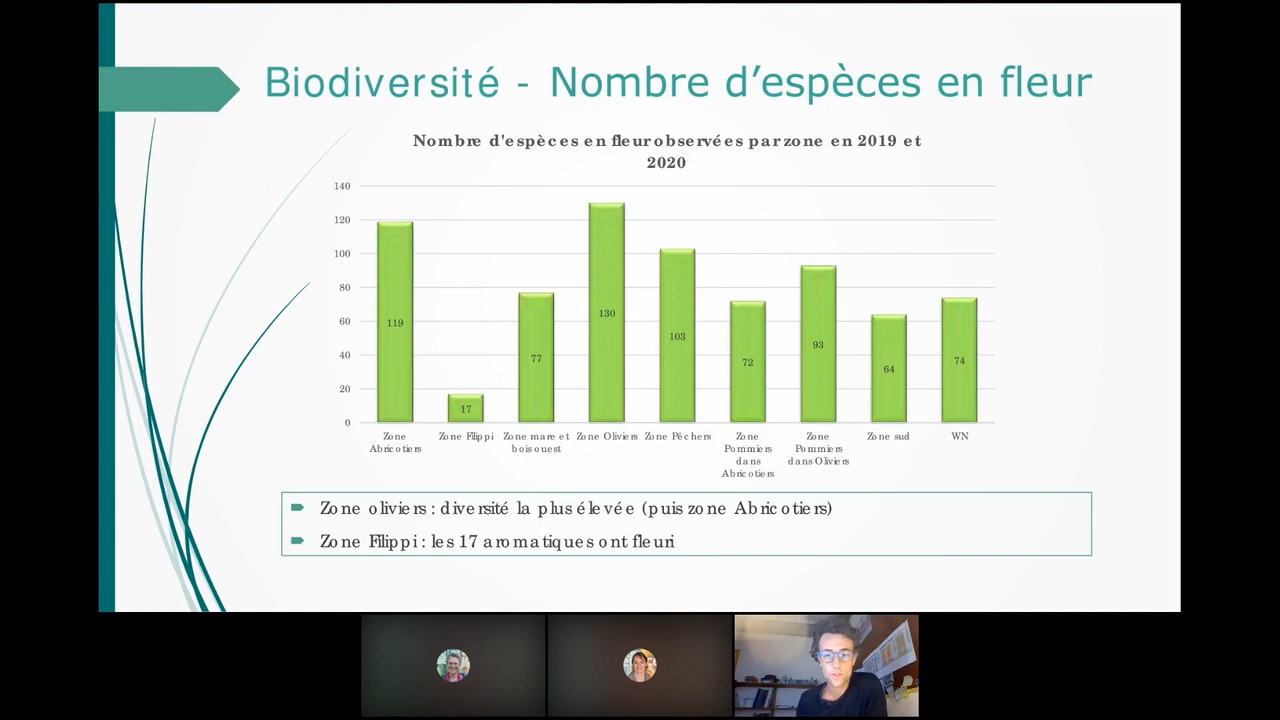 Biodiversité - Nombre d’espèces en fleur
Nombre d'espèces en fleur observées par zone en 2019 et
2020
140
120
100
80
60
40
20
0
119
17
77
130
103
72
93
64
74
Zone
Abricotiers
Zone Filippi
Zone mare et
bois ouest
Zone Oliviers
Zone Pêchers
Zone
Pommiers
dans
Abricotiers
Zone
Pommiers
dans Oliviers
Zone sud
WN
Zone oliviers : diversité la plus élevée (puis zone Abricotiers)
Zone Filippi : les 17 aromatiques ont fleuri